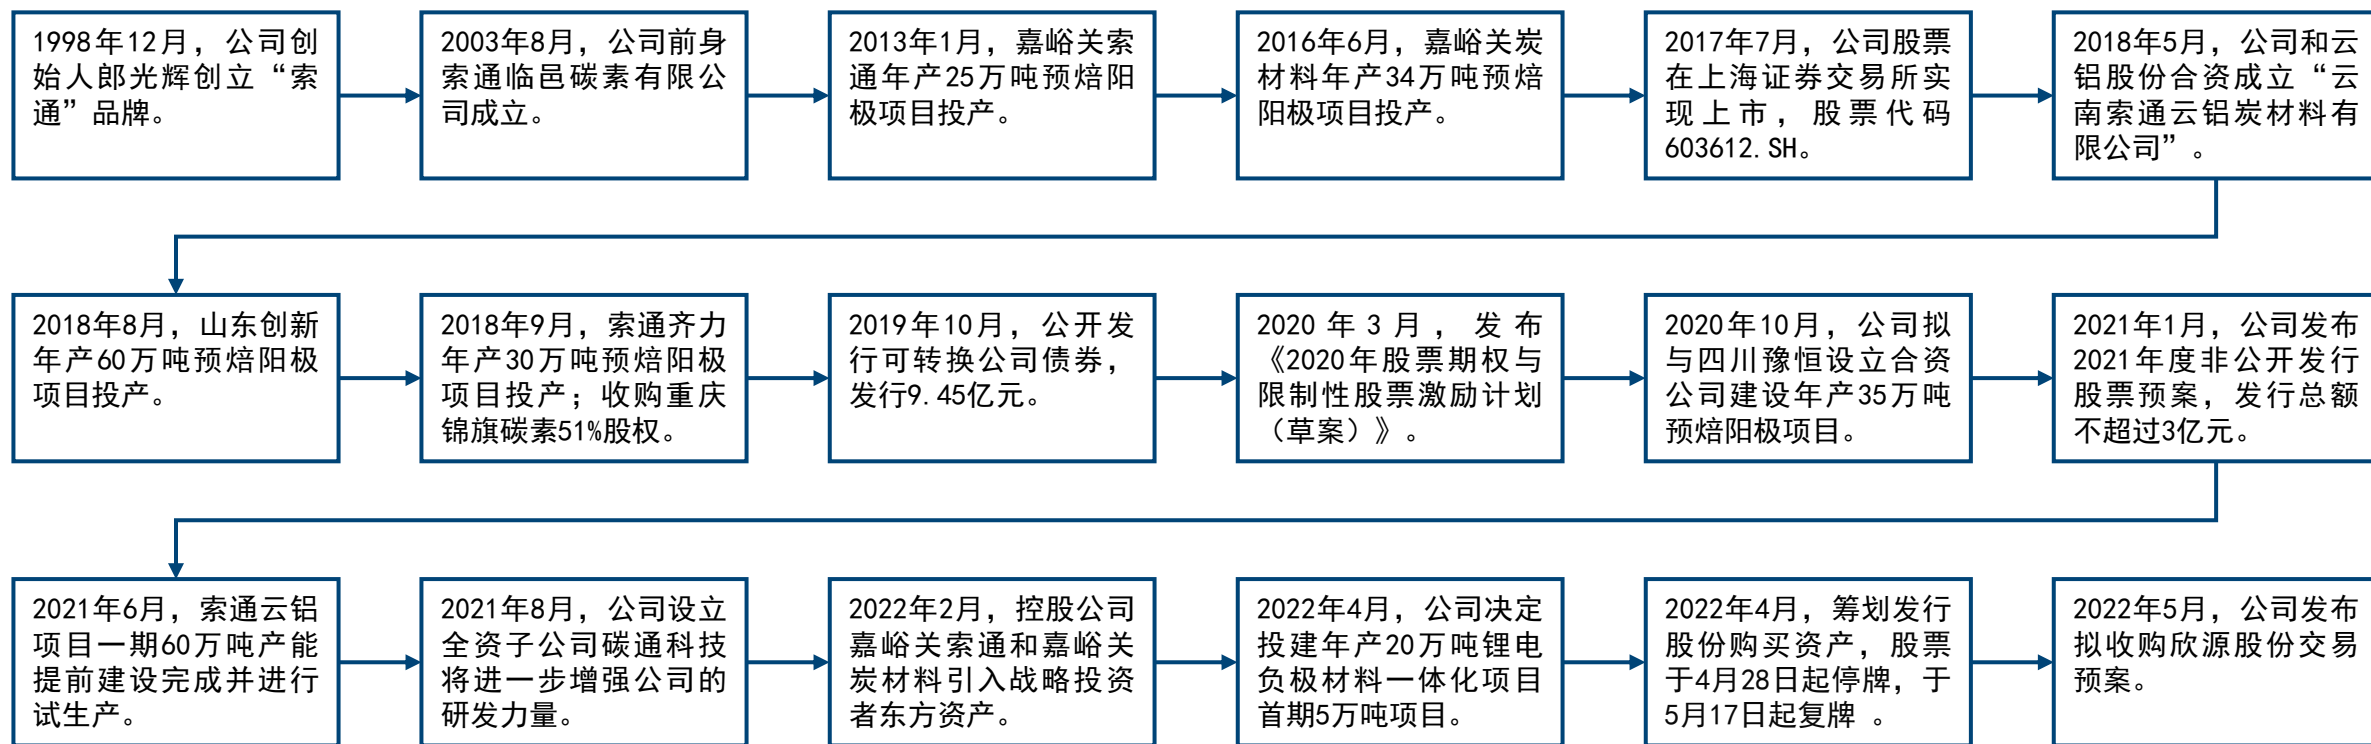 1998年12月，公司创
始人郎光辉创立“索
通”品牌。
2003年8月，公司前身
索通临邑碳素有限公
司成立。
2013年1月，嘉峪关索
通年产25万吨预焙阳
极项目投产。
2016年6月，嘉峪关炭
材料年产34万吨预焙
阳极项目投产。
2017年7月，公司股票
在上海证券交易所实
现上市，股票代码
603612.SH。
2018年5月，公司和云
铝股份合资成立“云
南索通云铝炭材料有
限公司”。
2018年8月，山东创新
年产60万吨预焙阳极
项目投产。
2018年9月，索通齐力
年产30万吨预焙阳极
项目投产；收购重庆
锦旗碳素51%股权。
2019年10月，公开发
行可转换公司债券，
发行9.45亿元。
2020年3月，发布
《2020年股票期权与
限制性股票激励计划
（草案）》。
2020年10月，公司拟
与四川豫恒设立合资
公司建设年产35万吨
预焙阳极项目。
2021年1月，公司发布
2021年度非公开发行
股票预案，发行总额
不超过3亿元。
2021年6月，索通云铝
项目一期60万吨产能
提前建设完成并进行
试生产。
2021年8月，公司设立
全资子公司碳通科技
将进一步增强公司的
研发力量。
2022年2月，控股公司
嘉峪关索通和嘉峪关
炭材料引入战略投资
者东方资产。
2022年4月，公司决定
投建年产20万吨锂电
负极材料一体化项目
首期5万吨项目。
2022年4月，筹划发行
股份购买资产，股票
于4月28日起停牌，于
5月17日起复牌 。
2022年5月，公司发布
拟收购欣源股份交易
预案。